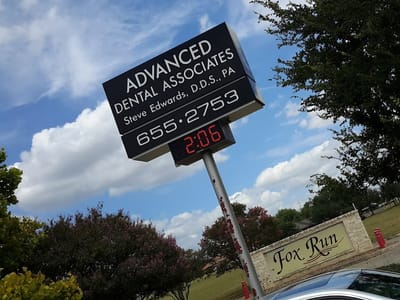 ADVANCED
DENTAL ASSOCIATES
Steve Edwards, D.D.S., PA
655·2753
2:06
Fox Run